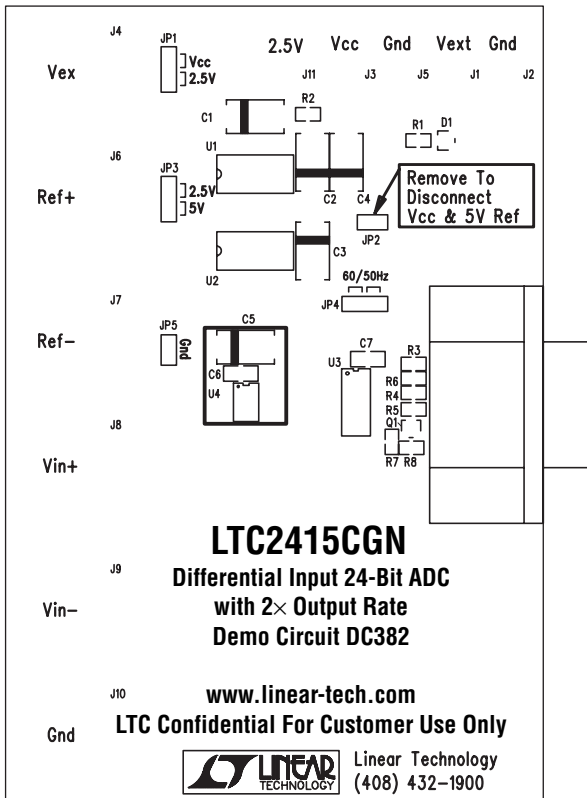 J4
JP1
2.5V Vcc Gnd Vext Gnd
Vex
Vcc
2.5V
J11 J3 J5 J1 J2
C1
R2
R1 D1
J6
JP3
U1
Ref+
2.5V
5V
C2 C4
Remove To
Disconnect
Vcc & 5V Ref
JP2
C3
U2
60/50Hz
J7
JP4
Ref-
JP5
Gnd
C5
C6
U4
C7
U3
R3
R6
R4
R5
Q1
R7 R8
J8
Vin+
LTC2415CGN
J9
Differential Input 24-Bit ADC
Vin-
with 2× Output Rate
Demo Circuit DC382
J10
www.linear-tech.com
LTC Confidential For Customer Use Only
Gnd
LT LINEAR
TECHNOLOGY
Linear Technology
(408) 432-1900